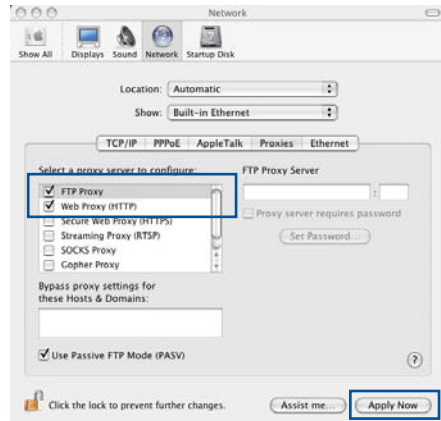 Network
Show All Displays Sound Network Startup Disk
Location: Automatic
Show: Built-in Ethernet
TCP/IP PPPoE AppleTalk Proxies Ethernet
Select a proxy server to configure: FTP Proxy Server
FTP Proxy :
Web Proxy (HTTP) Proxy server requires password
Secure Web Proxy (HTTPS)
Streaming Proxy (RTSP) Set Password...
SOCKS Proxy
Gopher Proxy
Bypass proxy settings for
these Hosts & Domains:
Use Passive FTP Mode (PASV) ?
Click the lock to prevent further changes. Assist me... Apply Now